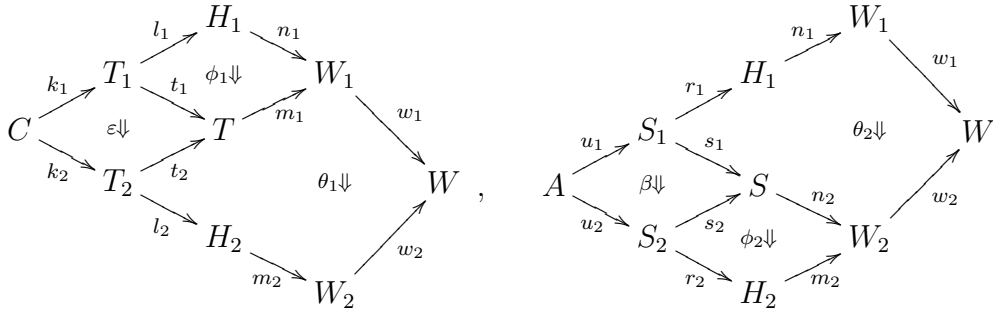 H₁ W₁
l₁ n₁ n₁
T₁ φ₁⇓ W₁ H₁ w₁
k₁ t₁ m₁ r₁
C ε⇓ T w₁ S₁ θ₂⇓ W
k₂ t₂ u₁ s₁
T₂ θ₁⇓ W , A β⇓ S n₂ w₂
l₂ u₂ s₂
H₂ w₂ S₂ φ₂⇓ W₂
m₂ r₂ m₂
W₂ H₂